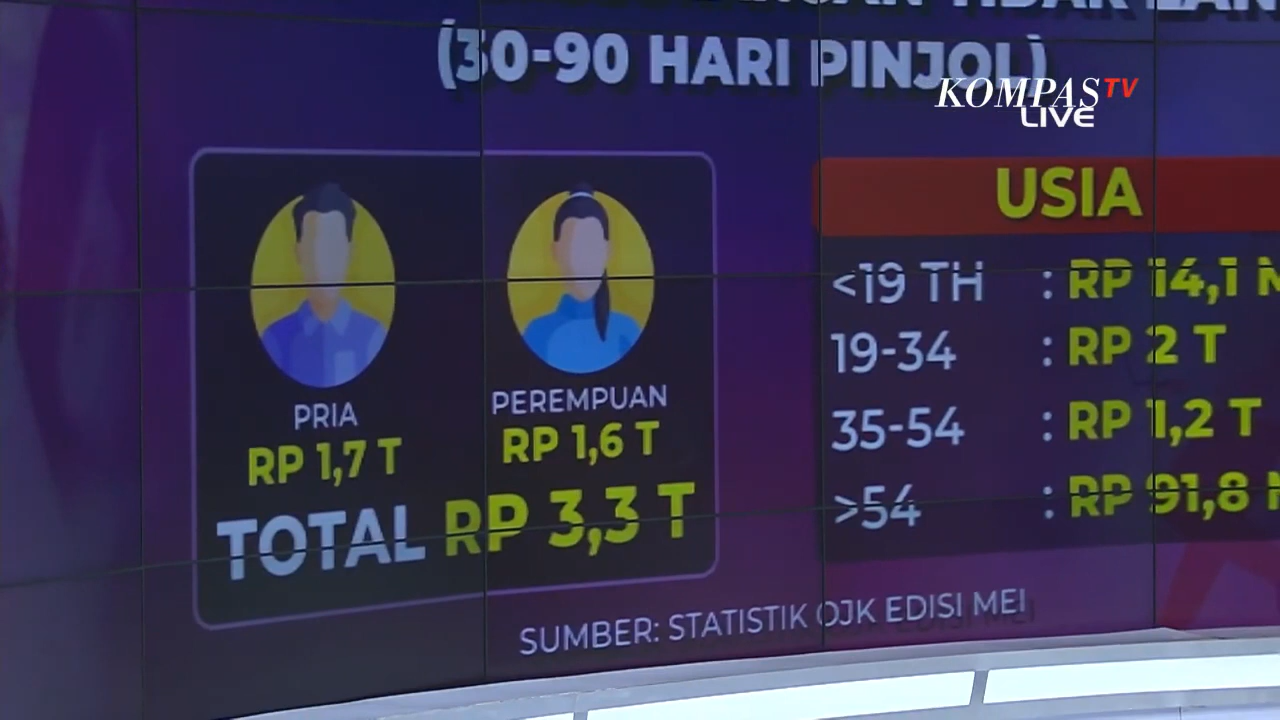 (30-90 HARI PINJOL)
KOMPAS TV
LIVE
PRIA
RP 1,7 T
PEREMPUAN
RP 1,6 T
TOTAL RP 3,3 T
USIA
<19 TH : RP 14,1
19-34 : RP 2 T
35-54 : RP 1,2 T
>54 : RP 91,8
SUMBER: STATISTIK OJK EDISI MEI